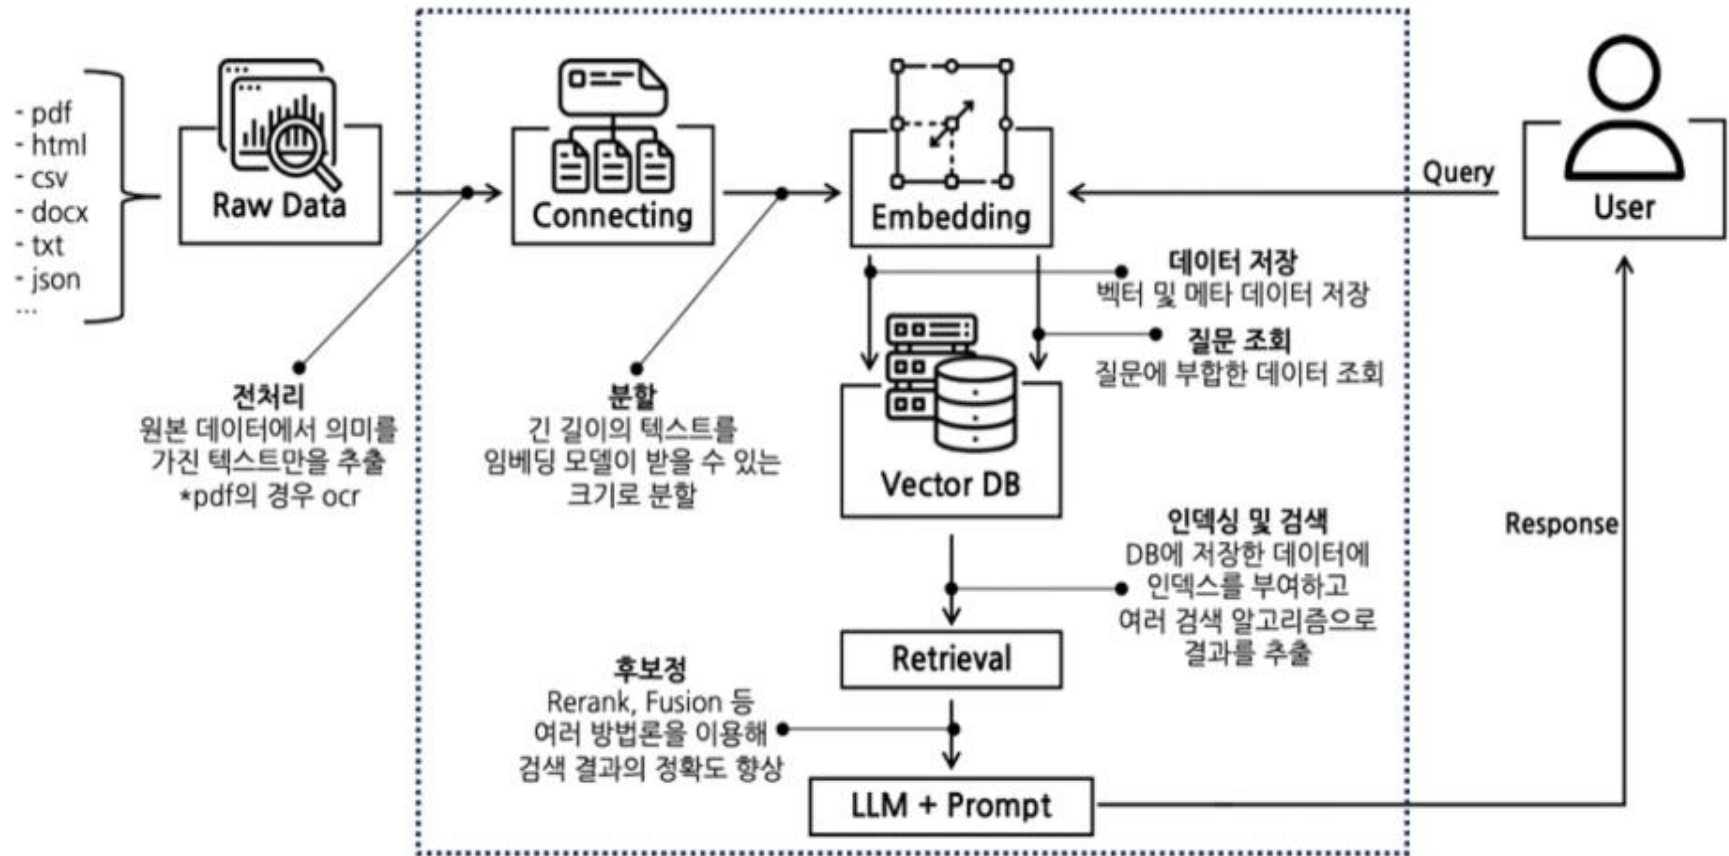 - pdf
- html
- csv
- docx
- txt
- json
...
Raw Data
Connecting
Embedding
Query
User
전처리
원본 데이터에서 의미를
가진 텍스트만을 추출
*pdf의 경우 ocr
분할
긴 길이의 텍스트를
임베딩 모델이 받을 수 있는
크기로 분할
데이터 저장
벡터 및 메타 데이터 저장
질문 조회
질문에 부합한 데이터 조회
Vector DB
인덱싱 및 검색
DB에 저장한 데이터에
인덱스를 부여하고
여러 검색 알고리즘으로
결과를 추출
Response
Retrieval
후보정
Rerank, Fusion 등
여러 방법론을 이용해
검색 결과의 정확도 향상
LLM + Prompt